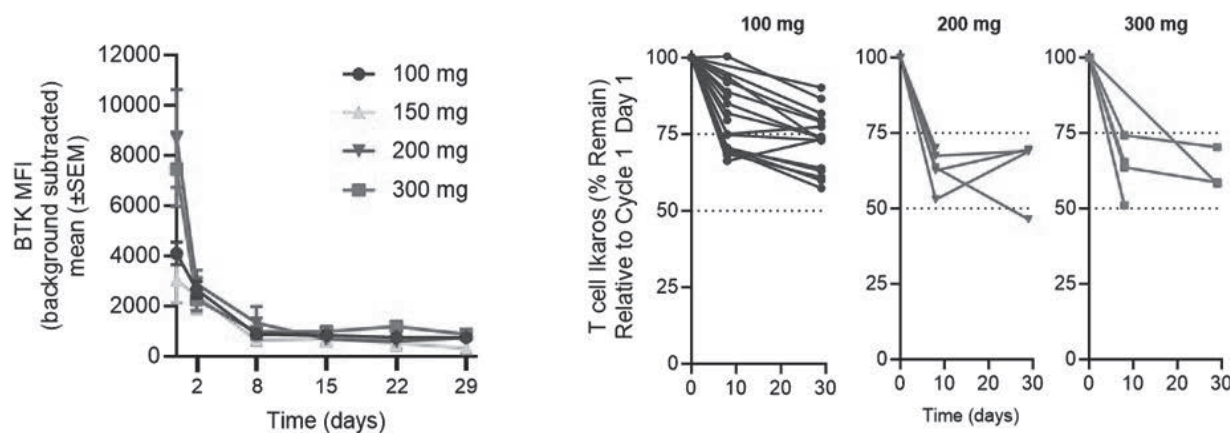 BTK MFI
(background subtracted)
mean (±SEM)
12000
10000
8000
6000
4000
2000
0
2
8
15
22
29
Time (days)
100 mg
150 mg
200 mg
300 mg
T cell Ikaros (% Remain)
Relative to Cycle 1 Day 1
100 mg
100
75
50
25
0
0
10
20
30
200 mg
100
75
50
25
0
0
10
20
30
Time (days)
300 mg
100
75
50
25
0
0
10
20
30